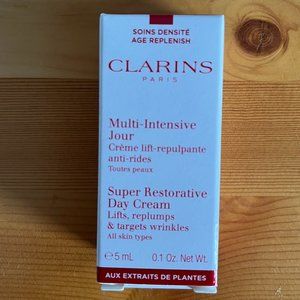 SOINS DENSITÉ
AGE REPLENISH
CLARINS
PARIS
Multi-Intensive
Jour
Crème lift-repulpante
anti-rides
Toutes peaux
Super Restorative
Day Cream
Lifts, replumps
& targets wrinkles
All skin types
℮ 5 mL 0.1 Oz. Net Wt.
AUX EXTRAITS DE PLANTES